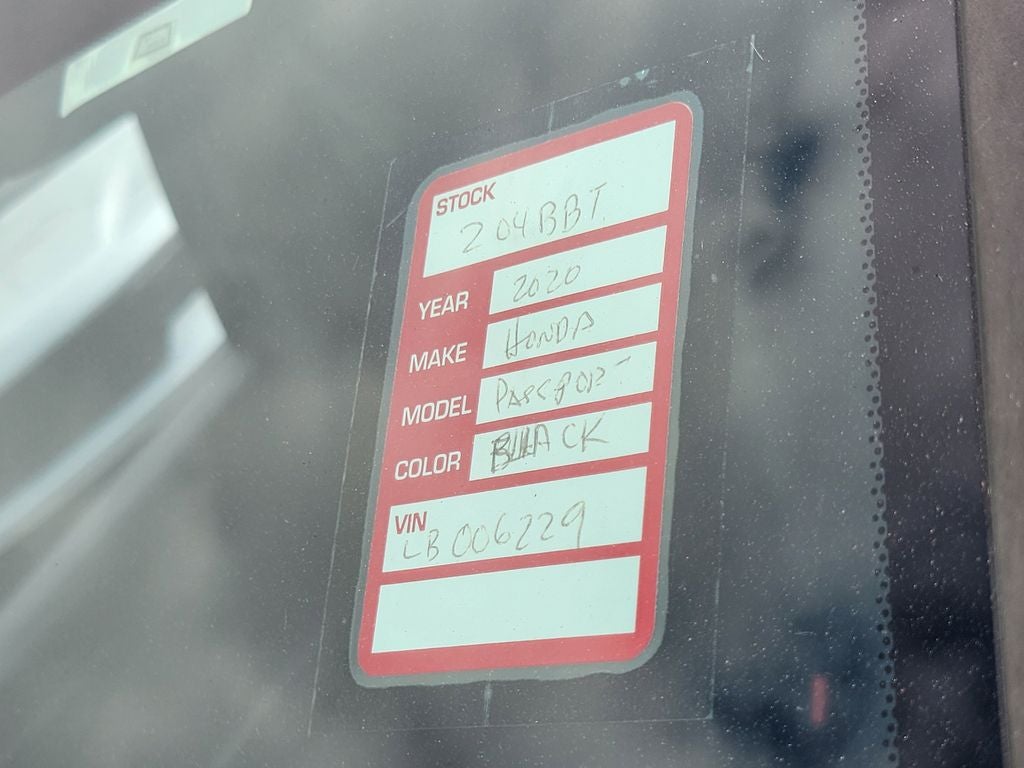 STOCK
204BBT
YEAR 2020
MAKE HONDA
MODEL PASSPORT
COLOR BLACK
VIN
LB006229